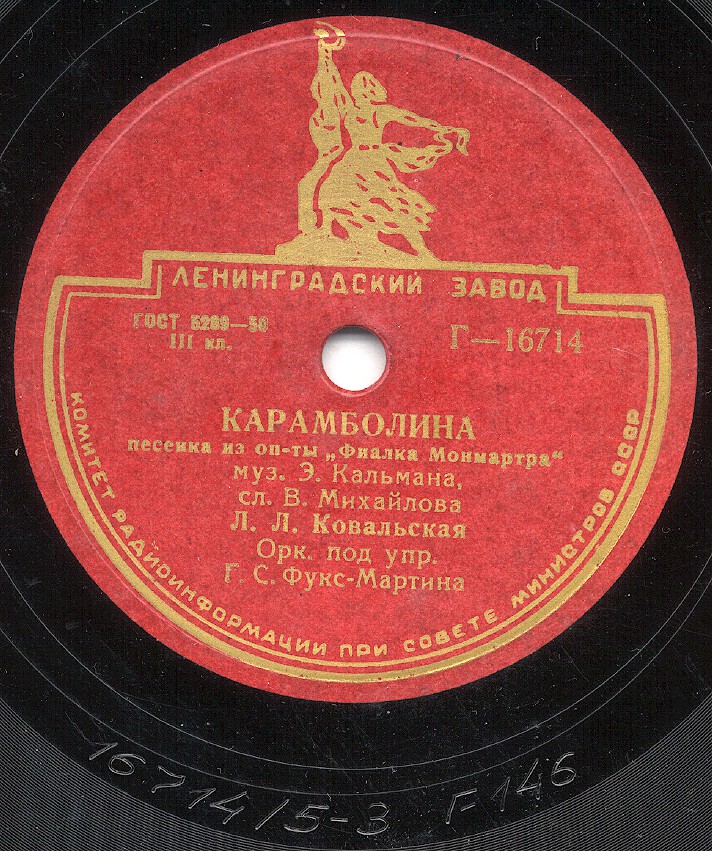 ЛЕНИНГРАДСКИЙ ЗАВОД
ГОСТ 5289—50
III кл.
Г—16714
КАРАМБОЛИНА
песенка из оп-ты „Фиалка Монмартра“
муз. Э. Кальмана,
сл. В. Михайлова
Л. Л. Ковальская
Орк. под упр.
Г. С. Фукс-Мартина
КОМИТЕТ РАДИОИНФОРМАЦИИ ПРИ СОВЕТЕ МИНИСТРОВ СССР
16714/5-3 Г146